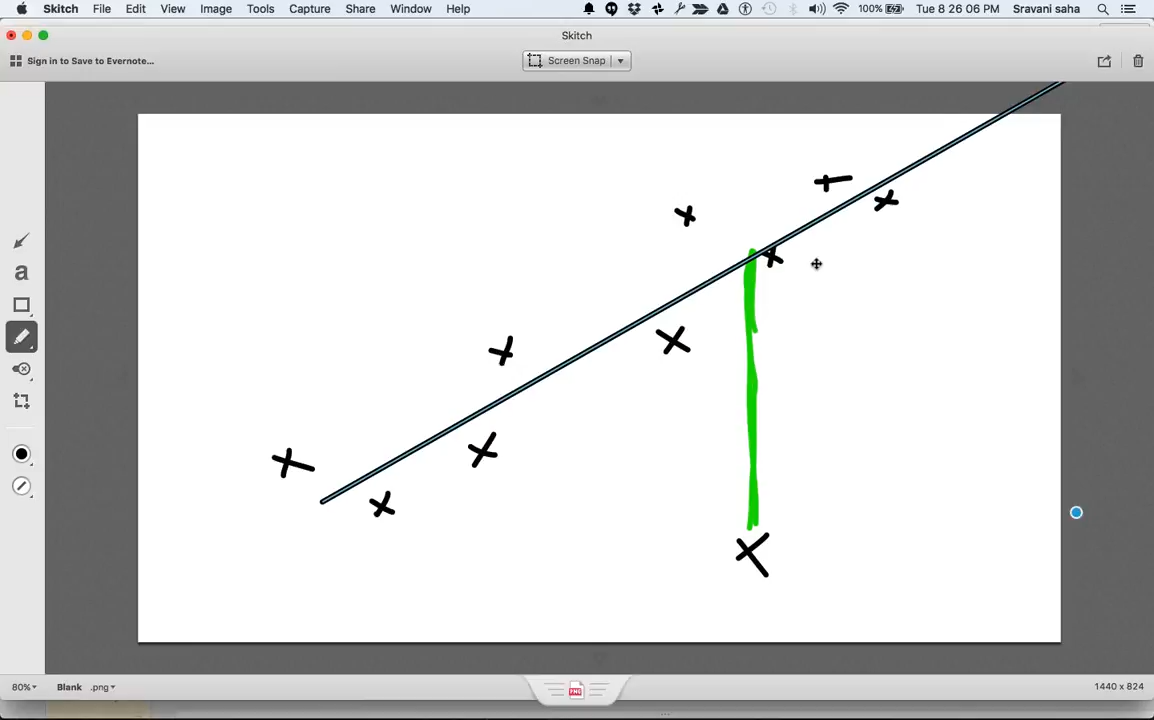 Skitch File Edit View Image Tools Capture Share Window Help 100% Tue 8 26 06 PM Sravani saha
Skitch
Sign in to Save to Evernote...
Screen Snap
a
80% Blank .png
PNG
1440 x 824